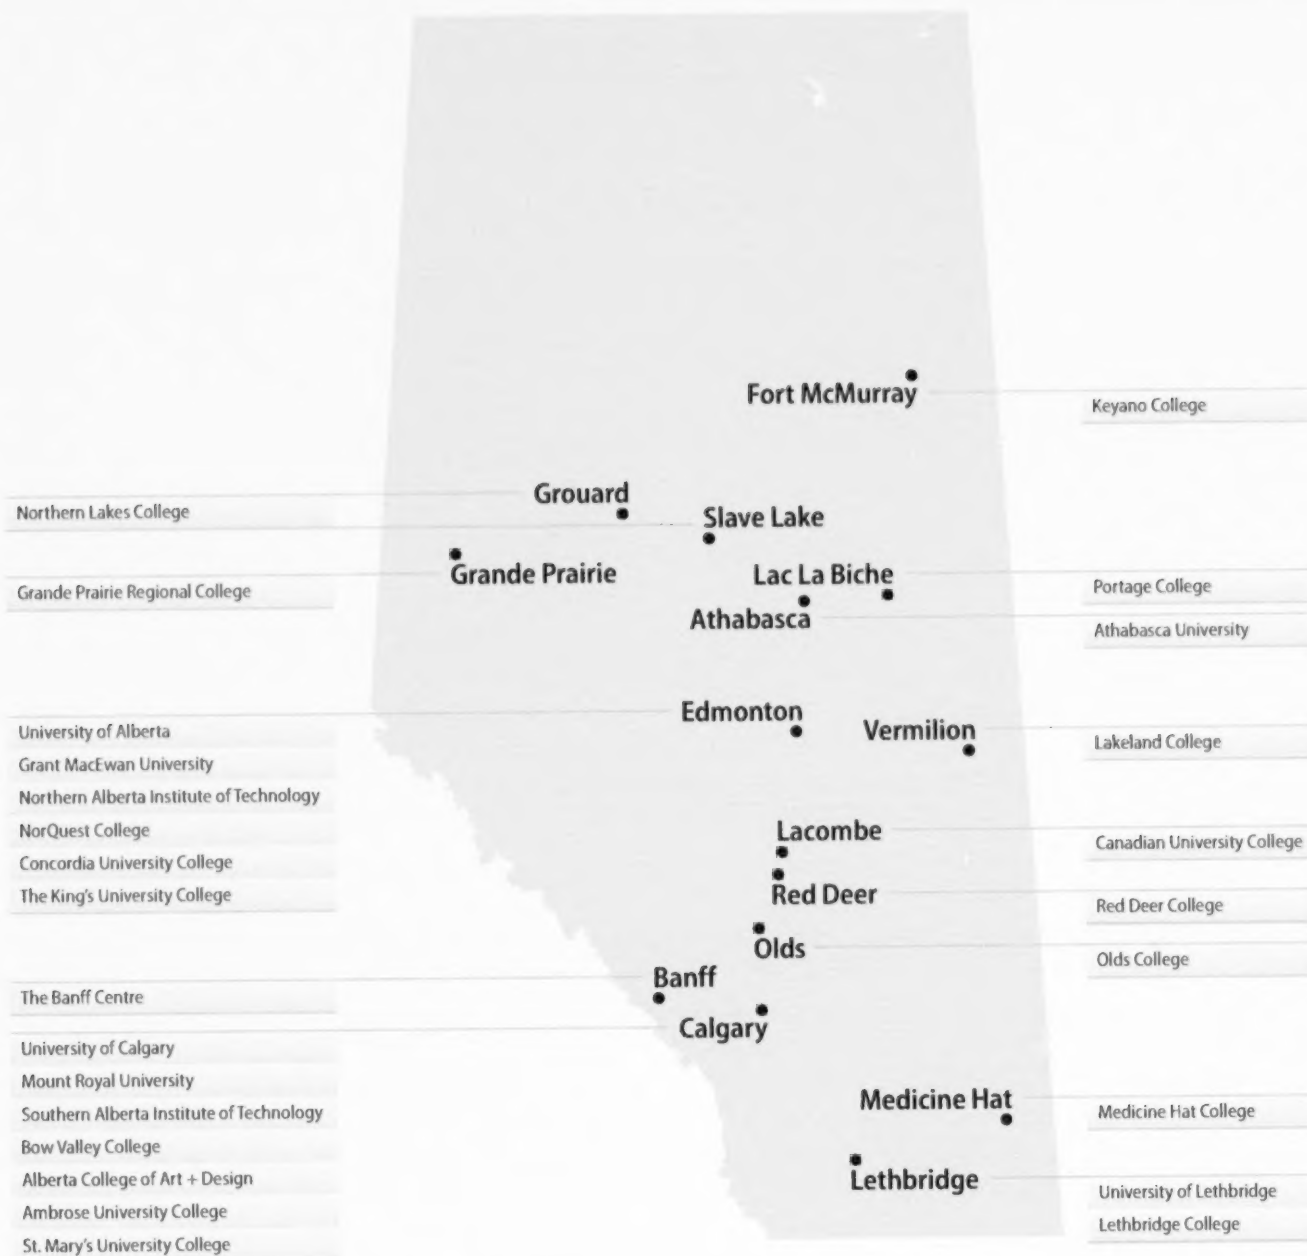 Fort McMurray
Keyano College
Grouard
Northern Lakes College
Slave Lake
Grande Prairie
Grande Prairie Regional College
Lac La Biche
Portage College
Athabasca
Athabasca University
Edmonton
University of Alberta
Grant MacEwan University
Northern Alberta Institute of Technology
NorQuest College
Concordia University College
The King's University College
Vermilion
Lakeland College
Lacombe
Canadian University College
Red Deer
Red Deer College
Olds
Olds College
Banff
The Banff Centre
Calgary
University of Calgary
Mount Royal University
Southern Alberta Institute of Technology
Bow Valley College
Alberta College of Art + Design
Ambrose University College
St. Mary's University College
Medicine Hat
Medicine Hat College
Lethbridge
University of Lethbridge
Lethbridge College